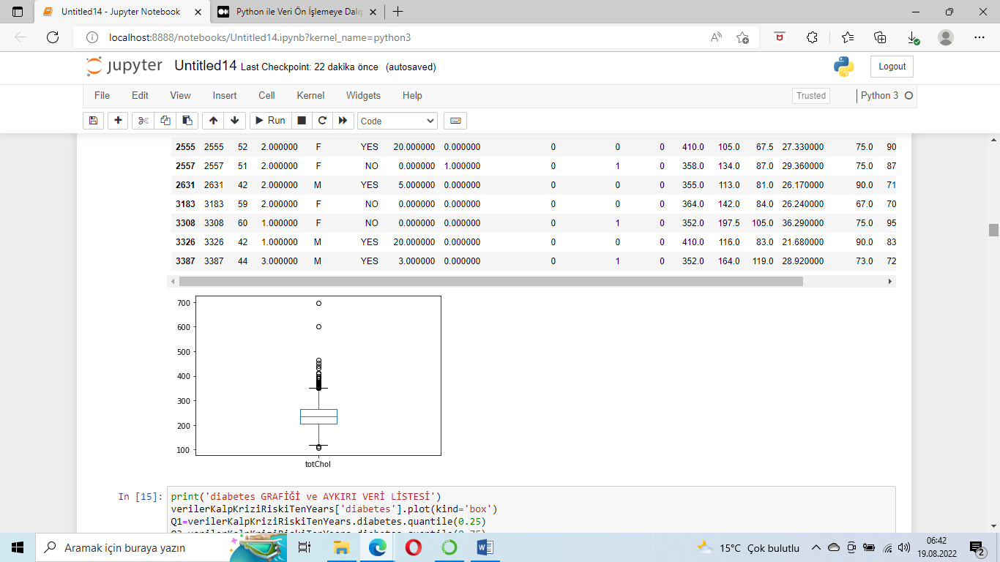 Untitled14 - Jupyter Notebook
Python ile Veri Ön İşlemeye Dalış
localhost:8888/notebooks/Untitled14.ipynb?kernel_name=python3
jupyter Untitled14 Last Checkpoint: 22 dakika önce (autosaved)
Logout
File Edit View Insert Cell Kernel Widgets Help
Trusted
Python 3
Run
Code
2555 2555 52 2.000000 F YES 20.000000 0.000000 0 0 0 410.0 105.0 67.5 27.330000 75.0 90
2557 2557 51 2.000000 F NO 0.000000 1.000000 0 1 0 358.0 134.0 87.0 29.360000 75.0 87
2631 2631 42 2.000000 M YES 5.000000 0.000000 0 0 0 355.0 113.0 81.0 26.170000 90.0 71
3183 3183 59 2.000000 F NO 0.000000 0.000000 0 0 0 364.0 142.0 84.0 26.240000 67.0 70
3308 3308 60 1.000000 F NO 0.000000 0.000000 0 1 0 352.0 197.5 105.0 36.290000 75.0 95
3326 3326 42 1.000000 M YES 20.000000 0.000000 0 0 0 410.0 116.0 83.0 21.680000 90.0 83
3387 3387 44 3.000000 M YES 3.000000 0.000000 0 1 0 352.0 164.0 119.0 28.920000 73.0 72
700
600
500
400
300
200
100
totChol
In [15]:
print('diabetes GRAFİĞİ ve AYKIRI VERİ LİSTESİ')
verilerKalpKriziRiskiTenYears['diabetes'].plot(kind='box')
Q1=verilerKalpKriziRiskiTenYears.diabetes.quantile(0.25)
Q3=verilerKalpKriziRiskiTenYears.diabetes.quantile(0.75)
Aramak için buraya yazın
15°C Çok bulutlu
06:42
19.08.2022
2